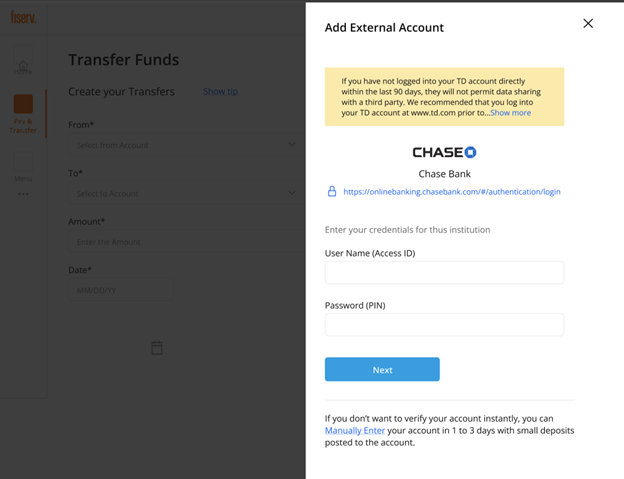 fiserv.
Add External Account
Transfer Funds
Create your Transfers Show tip
If you have not logged into your TD account directly
within the last 90 days, they will not permit data sharing
with a third party. We recommended that you log into
your TD account at www.td.com prior to...Show more
Home
Pay &
Transfer
Menu
From*
Select from Account
To*
Select to Account
Amount*
Enter the Amount
Date*
MM/DD/YY
CHASE
Chase Bank
https://onlinebanking.chasebank.com/#/authentication/login
Enter your credentials for thus institution
User Name (Access ID)
Password (PIN)
Next
If you don’t want to verify your account instantly, you can
Manually Enter your account in 1 to 3 days with small deposits
posted to the account.